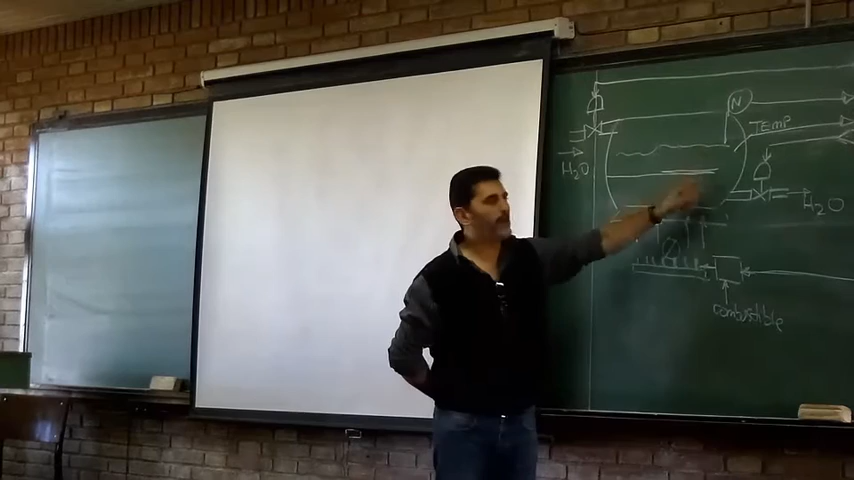 N
TEMP
H2O
H2O
combustible